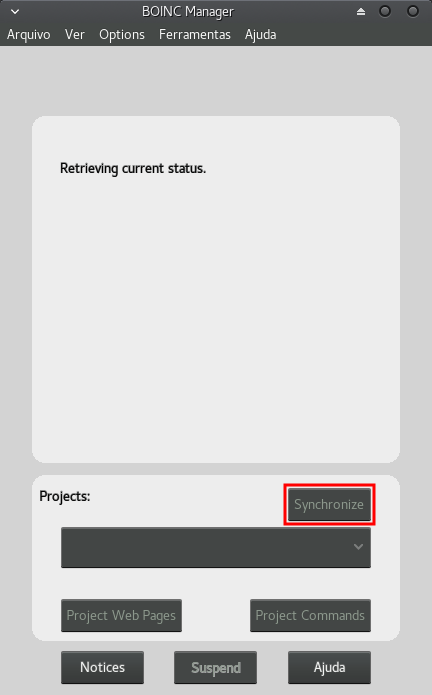 BOINC Manager
Arquivo Ver Options Ferramentas Ajuda
Retrieving current status.
Projects:
Synchronize
Project Web Pages Project Commands
Notices Suspend Ajuda